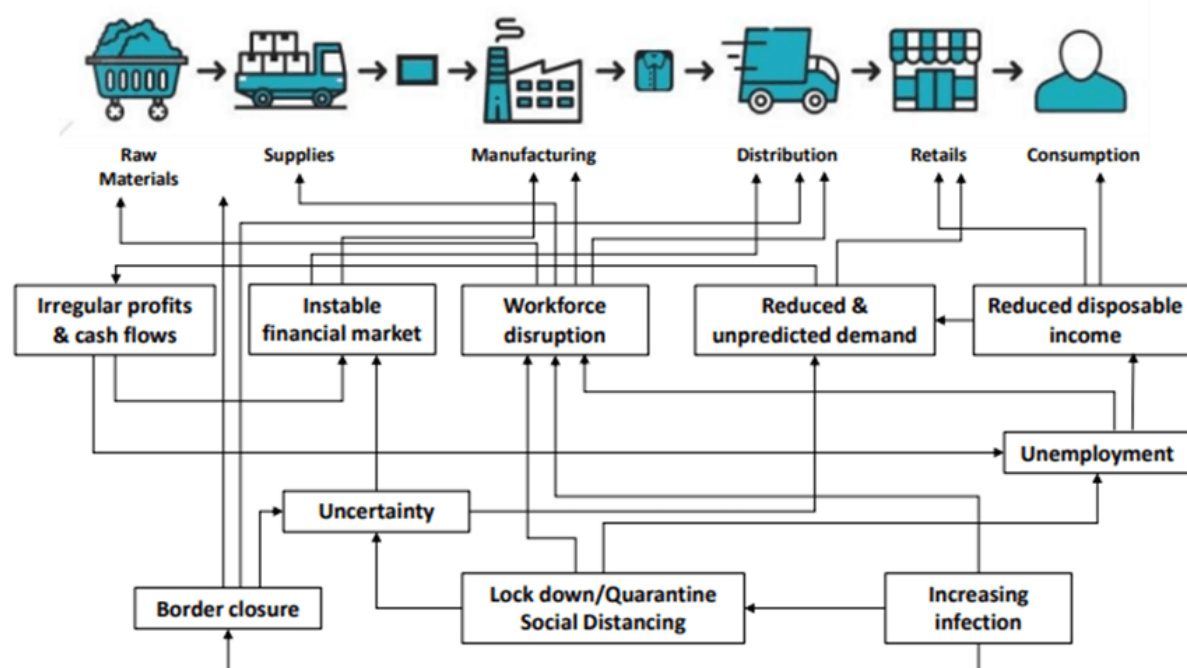 Raw
Materials
Supplies
Manufacturing
Distribution
Retails
Consumption
Irregular profits
& cash flows
Instable
financial market
Workforce
disruption
Reduced &
unpredicted demand
Reduced disposable
income
Unemployment
Uncertainty
Border closure
Lock down/Quarantine
Social Distancing
Increasing
infection